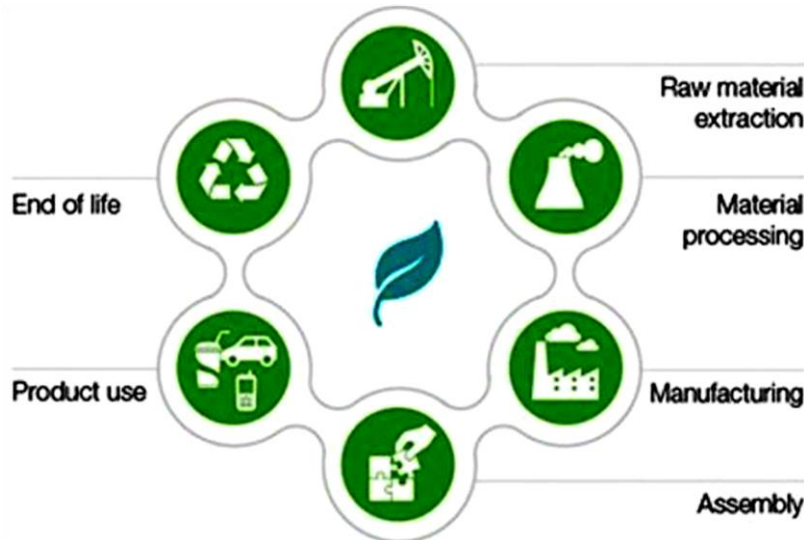 Raw material
extraction
End of life
Material
processing
Product use
Manufacturing
Assembly